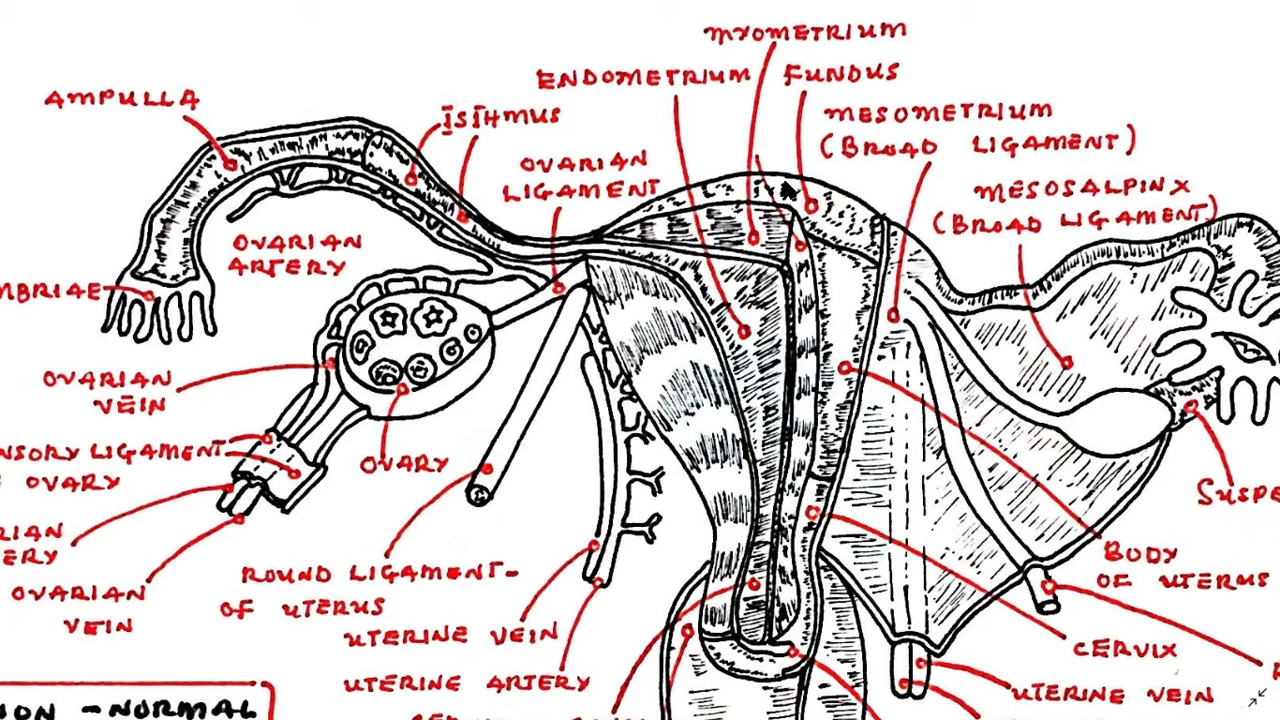 MYOMETRIUM
ENDOMETRIUM
FUNDUS
AMPULLA
ISTHMUS
MESOMETRIUM
(BROAD LIGAMENT)
OVARIAN
LIGAMENT
MESOSALPINX
(BROAD LIGAMENT)
OVARIAN
ARTERY
MBRIAE
OVARIAN
VEIN
NSORY LIGAMENT
OVARY
OVARY
SUSPE
RIAN
ERY
BODY
OF UTERUS
ROUND LIGAMENT-
OF UTERUS
OVARIAN
VEIN
UTERINE VEIN
CERVIX
UTERINE ARTERY
UTERINE VEIN
ION - NORMAL